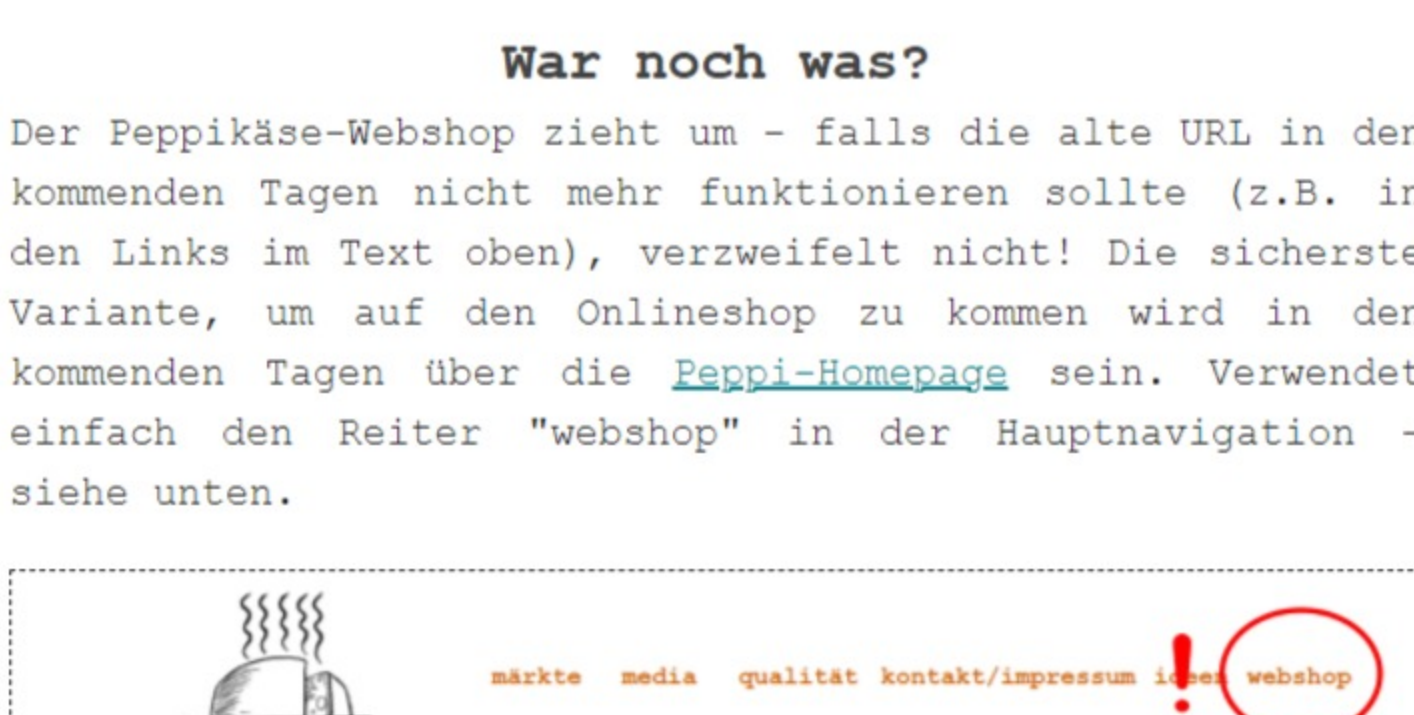 War noch was?
Der Peppikäse-Webshop zieht um - falls die alte URL in den
kommenden Tagen nicht mehr funktionieren sollte (z.B. in
den Links im Text oben), verzweifelt nicht! Die sicherste
Variante, um auf den Onlineshop zu kommen wird in den
kommenden Tagen über die Peppi-Homepage sein. Verwendet
einfach den Reiter "webshop" in der Hauptnavigation -
siehe unten.
märkte media qualität kontakt/impressum ! webshop